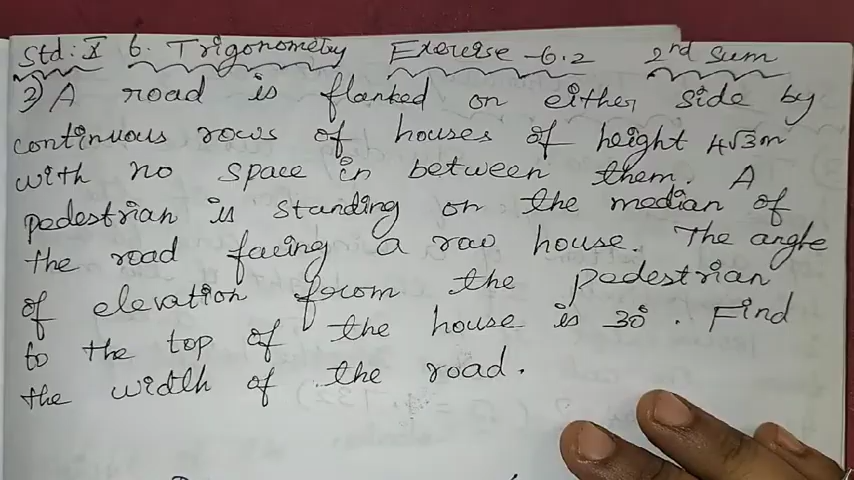 Std: X 6. Trigonometry Exercise - 6.2 2nd Sum
2) A road is flanked on either side by
continuous rows of houses of height 4√3m
with no space in between them. A
pedestrian is standing on the median of
the road facing a row house. The angle
of elevation from the pedestrian
to the top of the house is 30°. Find
the width of the road.